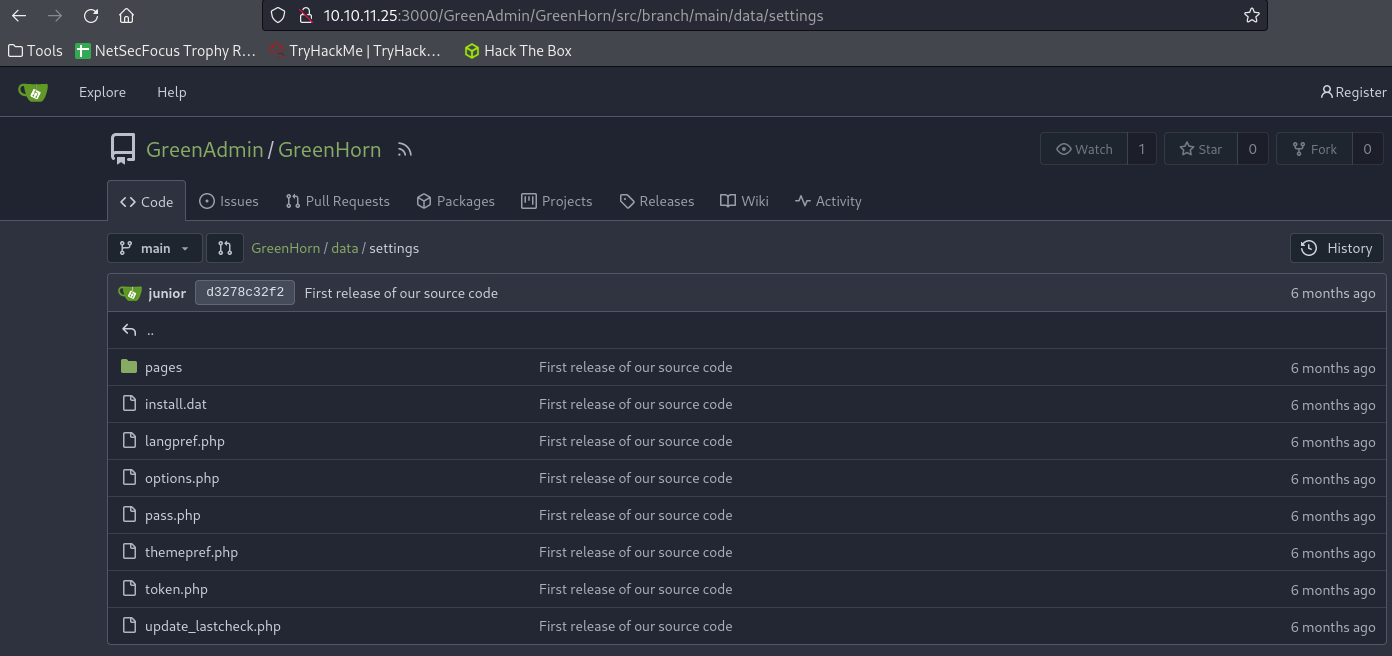 10.10.11.25:3000/GreenAdmin/GreenHorn/src/branch/main/data/settings
Tools NetSecFocus Trophy R... TryHackMe | TryHack... Hack The Box
Explore Help Register
GreenAdmin / GreenHorn Watch 1 Star 0 Fork 0
Code Issues Pull Requests Packages Projects Releases Wiki Activity
main GreenHorn / data / settings History
junior d3278c32f2 First release of our source code 6 months ago
..
pages First release of our source code 6 months ago
install.dat First release of our source code 6 months ago
langpref.php First release of our source code 6 months ago
options.php First release of our source code 6 months ago
pass.php First release of our source code 6 months ago
themepref.php First release of our source code 6 months ago
token.php First release of our source code 6 months ago
update_lastcheck.php First release of our source code 6 months ago